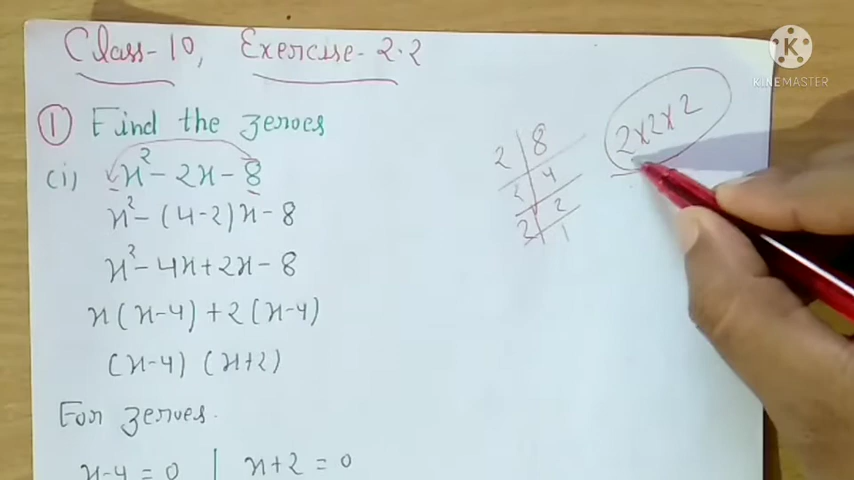 Class-10, Exercise-2.2
① Find the zeroes
(i) x² - 2x - 8
x² - (4-2)x - 8
x² - 4x + 2x - 8
x(x-4) + 2(x-4)
(x-4) (x+2)
For zeroes.
x-4 = 0 | x+2 = 0
2 | 8
2 | 4
2 | 2
1
2x2x2
K
KINEMASTER